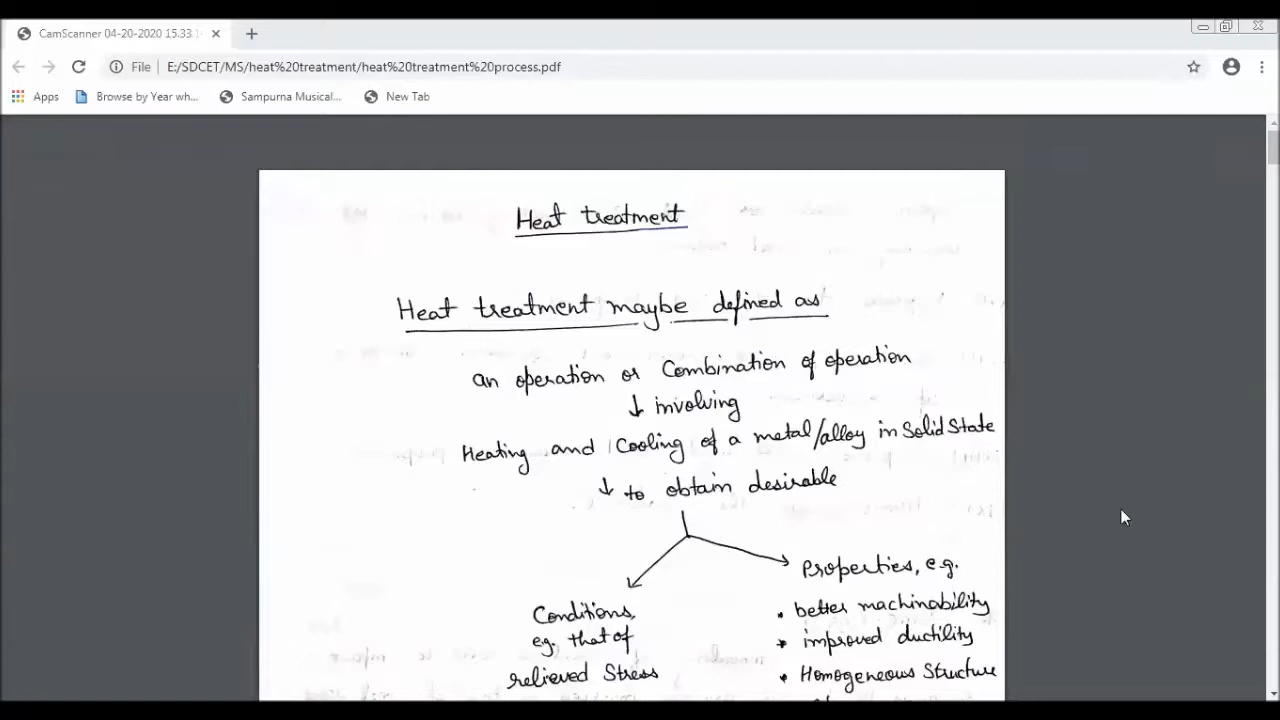 CamScanner 04-20-2020 15.33.1
File | E:/SDCET/MS/heat%20treatment/heat%20treatment%20process.pdf
Apps Browse by Year wh... Sampurna Musical... New Tab
Heat treatment
Heat treatment maybe defined as
an operation or Combination of operation
↓ involving
Heating and Cooling of a metal/alloy in Solid State
↓ to obtain desirable
Conditions,
eg. that of
relieved Stress
Properties, e.g.
• better machinability
• improved ductility
• Homogeneous Structure